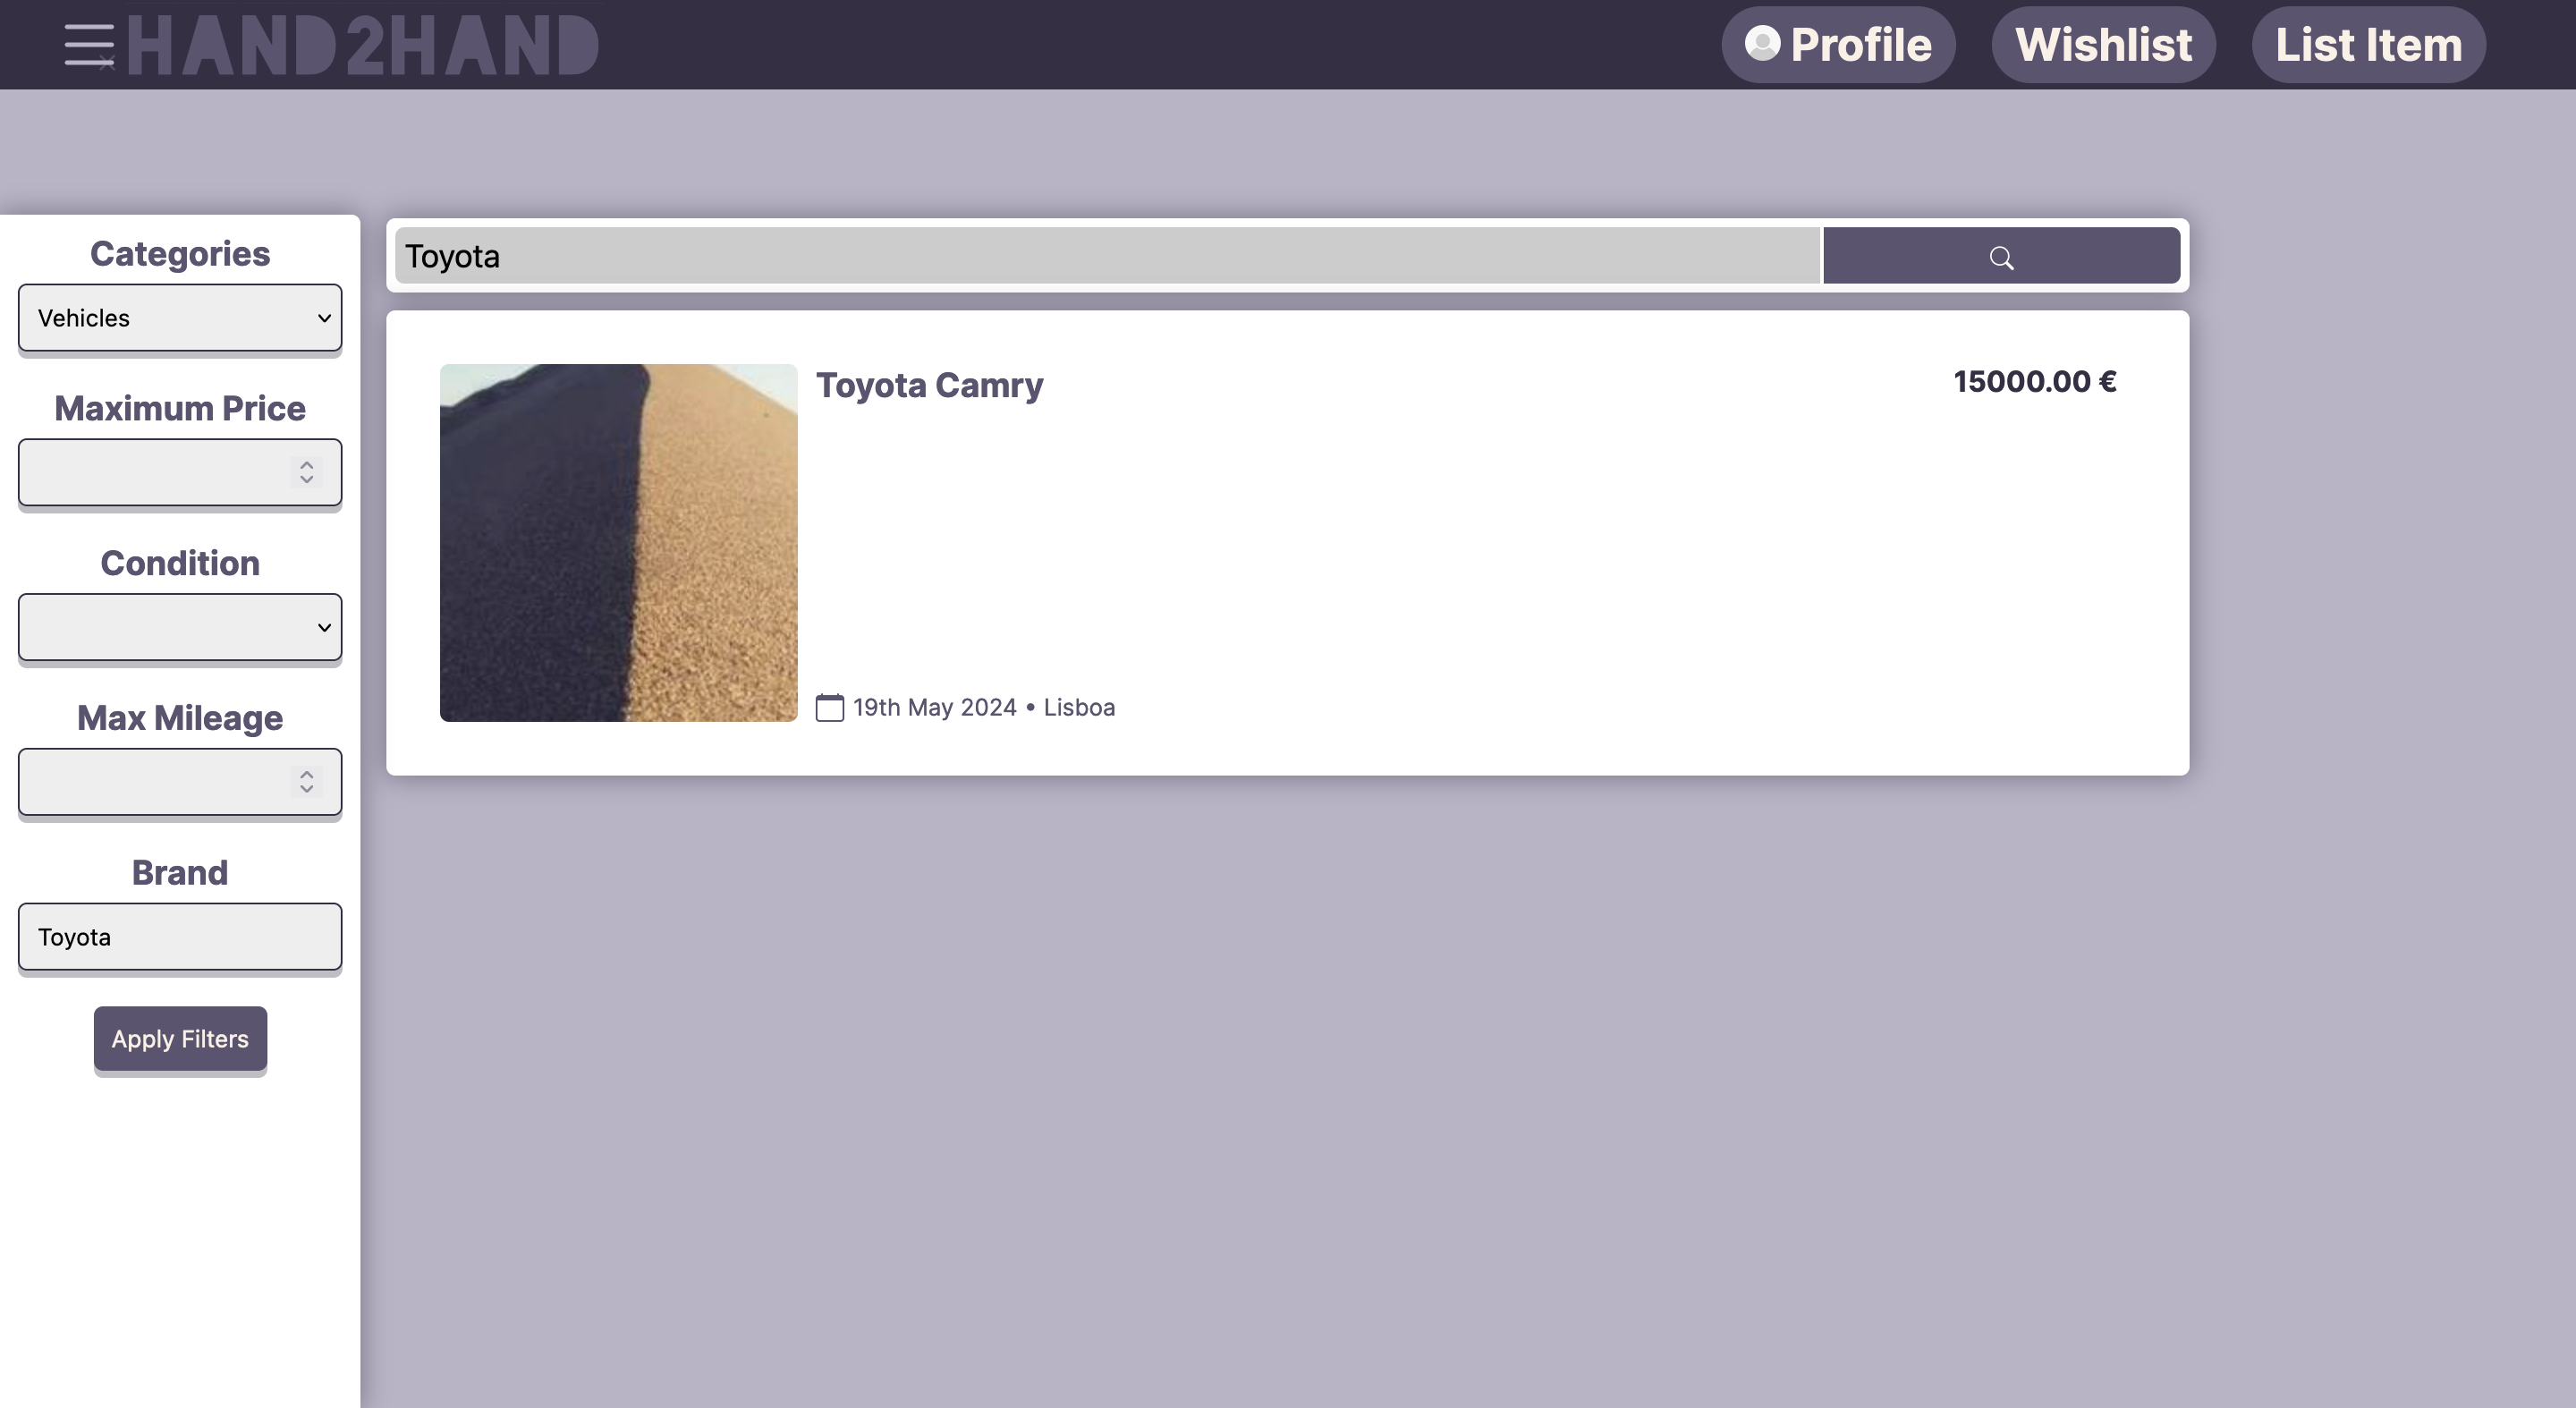 HAND2HAND
Profile
Wishlist
List Item
Categories
Vehicles
Maximum Price
Condition
Max Mileage
Brand
Toyota
Apply Filters
Toyota
Toyota Camry
15000.00 €
19th May 2024 • Lisboa